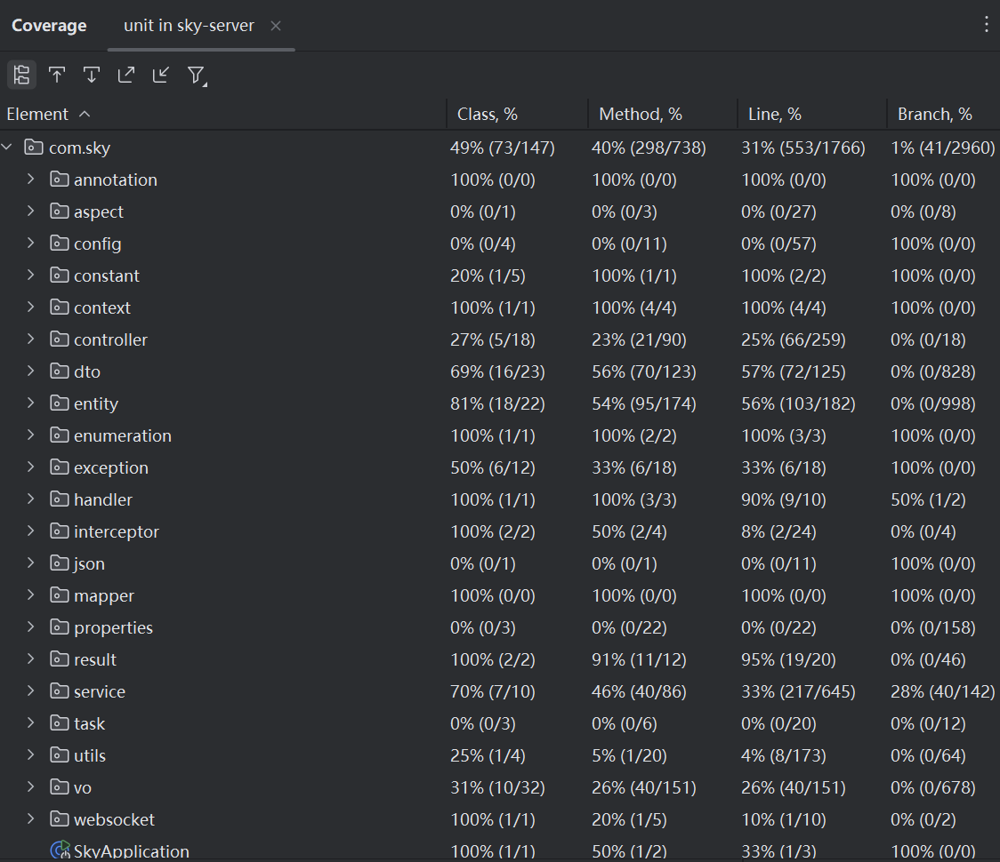 Coverage unit in sky-server
Element Class, % Method, % Line, % Branch, %
com.sky 49% (73/147) 40% (298/738) 31% (553/1766) 1% (41/2960)
annotation 100% (0/0) 100% (0/0) 100% (0/0) 100% (0/0)
aspect 0% (0/1) 0% (0/3) 0% (0/27) 0% (0/8)
config 0% (0/4) 0% (0/11) 0% (0/57) 100% (0/0)
constant 20% (1/5) 100% (1/1) 100% (2/2) 100% (0/0)
context 100% (1/1) 100% (4/4) 100% (4/4) 100% (0/0)
controller 27% (5/18) 23% (21/90) 25% (66/259) 0% (0/18)
dto 69% (16/23) 56% (70/123) 57% (72/125) 0% (0/828)
entity 81% (18/22) 54% (95/174) 56% (103/182) 0% (0/998)
enumeration 100% (1/1) 100% (2/2) 100% (3/3) 100% (0/0)
exception 50% (6/12) 33% (6/18) 33% (6/18) 100% (0/0)
handler 100% (1/1) 100% (3/3) 90% (9/10) 50% (1/2)
interceptor 100% (2/2) 50% (2/4) 8% (2/24) 0% (0/4)
json 0% (0/1) 0% (0/1) 0% (0/11) 100% (0/0)
mapper 100% (0/0) 100% (0/0) 100% (0/0) 100% (0/0)
properties 0% (0/3) 0% (0/22) 0% (0/22) 0% (0/158)
result 100% (2/2) 91% (11/12) 95% (19/20) 0% (0/46)
service 70% (7/10) 46% (40/86) 33% (217/645) 28% (40/142)
task 0% (0/3) 0% (0/6) 0% (0/20) 0% (0/12)
utils 25% (1/4) 5% (1/20) 4% (8/173) 0% (0/64)
vo 31% (10/32) 26% (40/151) 26% (40/151) 0% (0/678)
websocket 100% (1/1) 20% (1/5) 10% (1/10) 0% (0/2)
SkyApplication 100% (1/1) 50% (1/2) 33% (1/3) 100% (0/0)